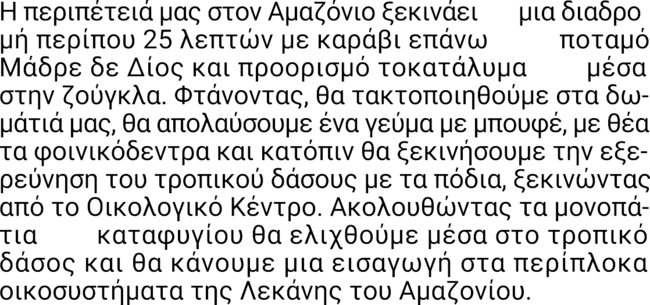 Η περιπέτειά μας στον Αμαζόνιο ξεκινάει μια διαδρο
μή περίπου 25 λεπτών με καράβι επάνω ποταμό
Μάδρε δε Δίος και προορισμό τοκατάλυμα μέσα
στην ζούγκλα. Φτάνοντας, θα τακτοποιηθούμε στα δω-
μάτιά μας, θα απολαύσουμε ένα γεύμα με μπουφέ, με θέα
τα φοινικόδεντρα και κατόπιν θα ξεκινήσουμε την εξε-
ρεύνηση του τροπικού δάσους με τα πόδια, ξεκινώντας
από το Οικολογικό Κέντρο. Ακολουθώντας τα μονοπά-
τια καταφυγίου θα ελιχθούμε μέσα στο τροπικό
δάσος και θα κάνουμε μια εισαγωγή στα περίπλοκα
οικοσυστήματα της Λεκάνης του Αμαζονίου.